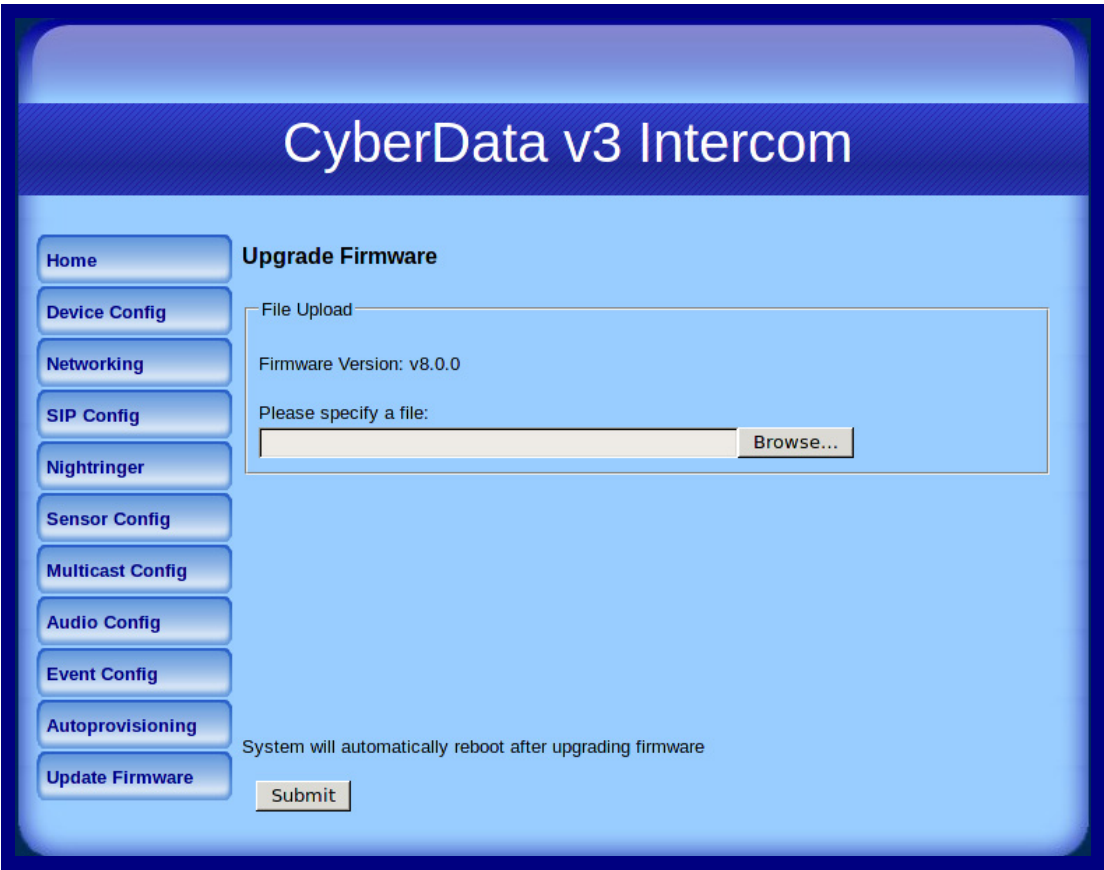 CyberData v3 Intercom
Home
Device Config
Networking
SIP Config
Nightringer
Sensor Config
Multicast Config
Audio Config
Event Config
Autoprovisioning
Update Firmware
Upgrade Firmware
File Upload
Firmware Version: v8.0.0
Please specify a file:
Browse...
System will automatically reboot after upgrading firmware
Submit